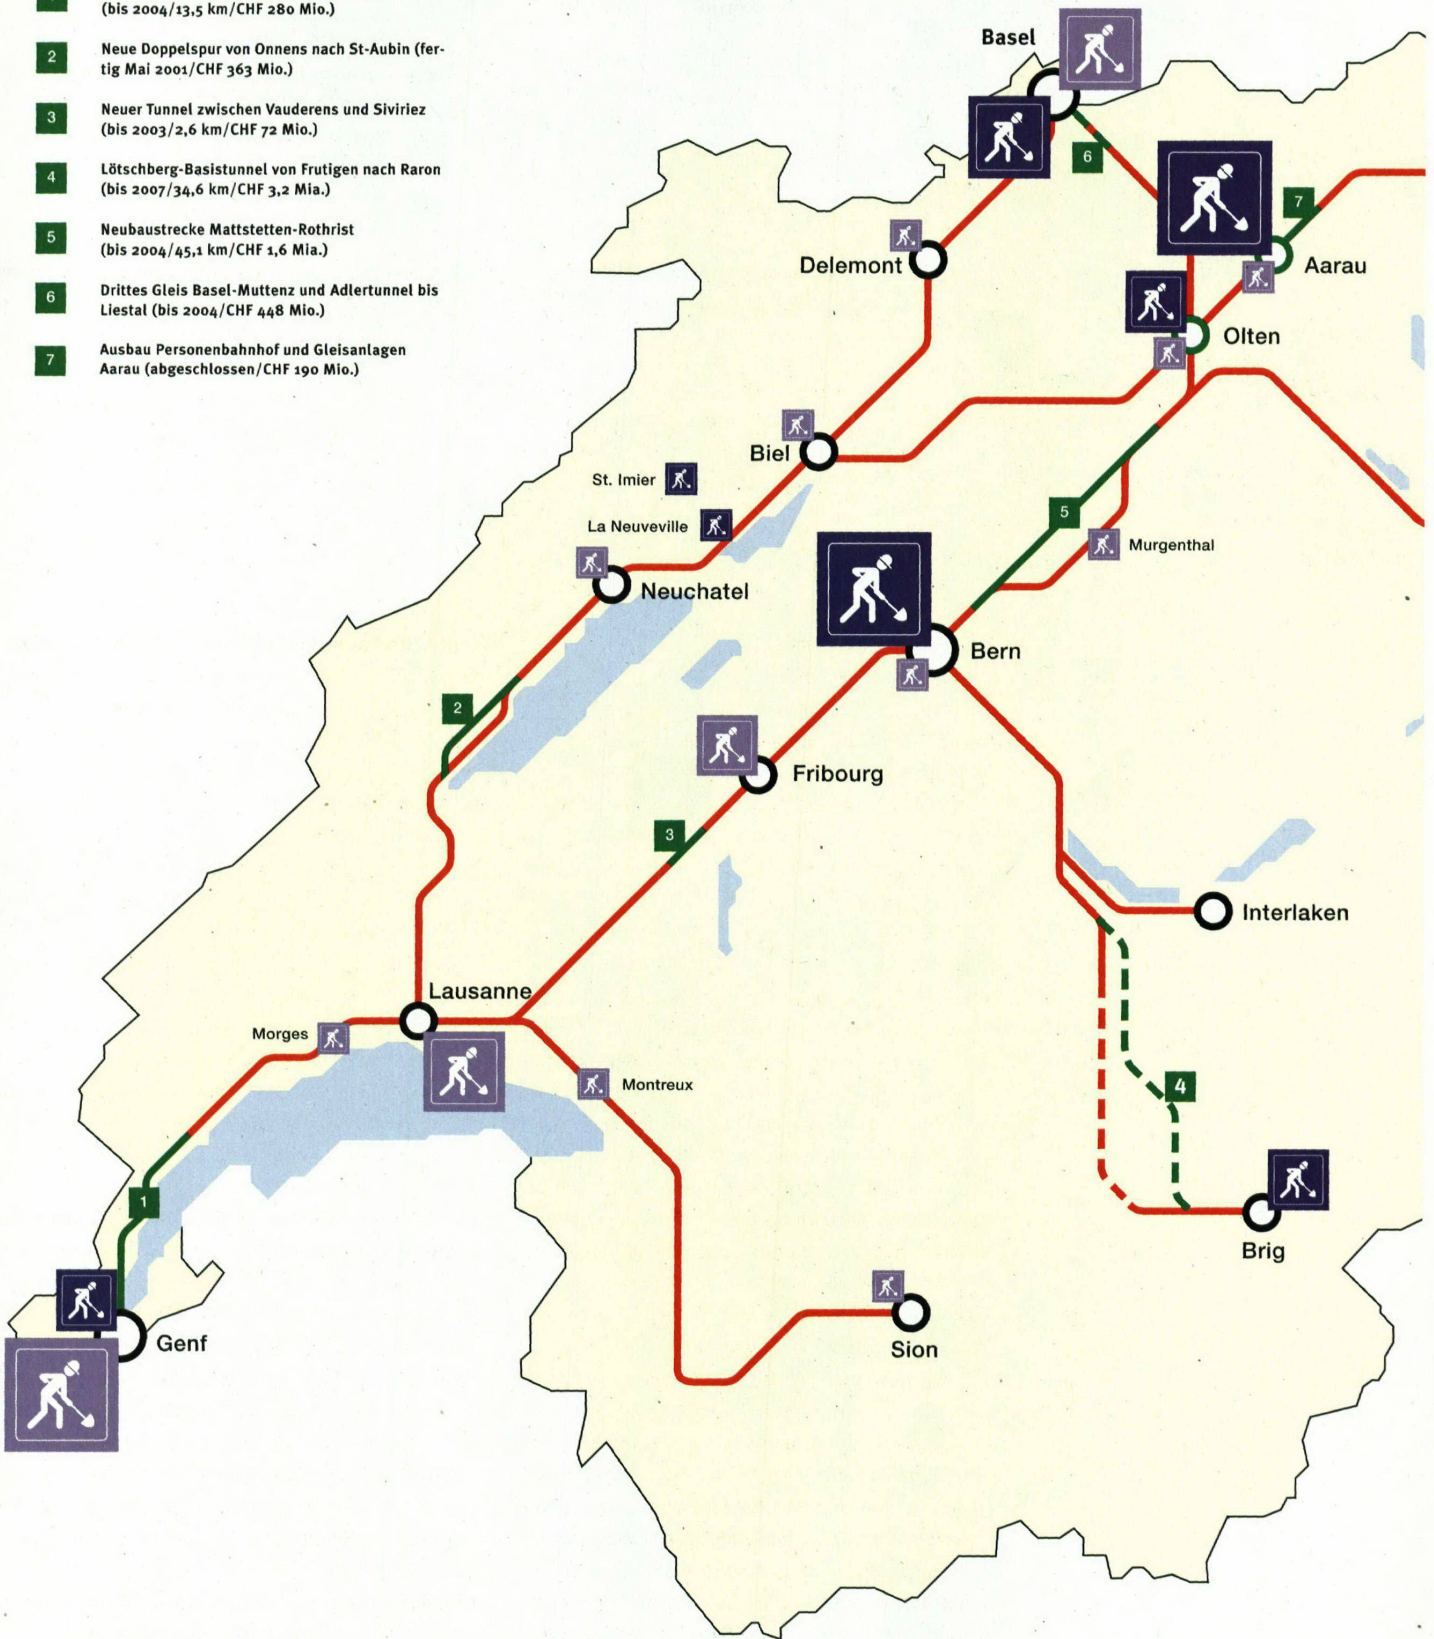 (bis 2004/13,5 km/CHF 280 Mio.)
2
Neue Doppelspur von Onnens nach St-Aubin (fer-
tig Mai 2001/CHF 363 Mio.)
3
Neuer Tunnel zwischen Vauderens und Siviriez
(bis 2003/2,6 km/CHF 72 Mio.)
4
Lötschberg-Basistunnel von Frutigen nach Raron
(bis 2007/34,6 km/CHF 3,2 Mia.)
5
Neubaustrecke Mattstetten-Rothrist
(bis 2004/45,1 km/CHF 1,6 Mia.)
6
Drittes Gleis Basel-Muttenz und Adlertunnel bis
Liestal (bis 2004/CHF 448 Mio.)
7
Ausbau Personenbahnhof und Gleisanlagen
Aarau (abgeschlossen/CHF 190 Mio.)
Basel
6
7
Delemont
Aarau
Olten
Biel
St. Imier
La Neuveville
5
Murgenthal
Neuchatel
Bern
2
Fribourg
3
Interlaken
Lausanne
Morges
Montreux
4
1
Brig
Genf
Sion